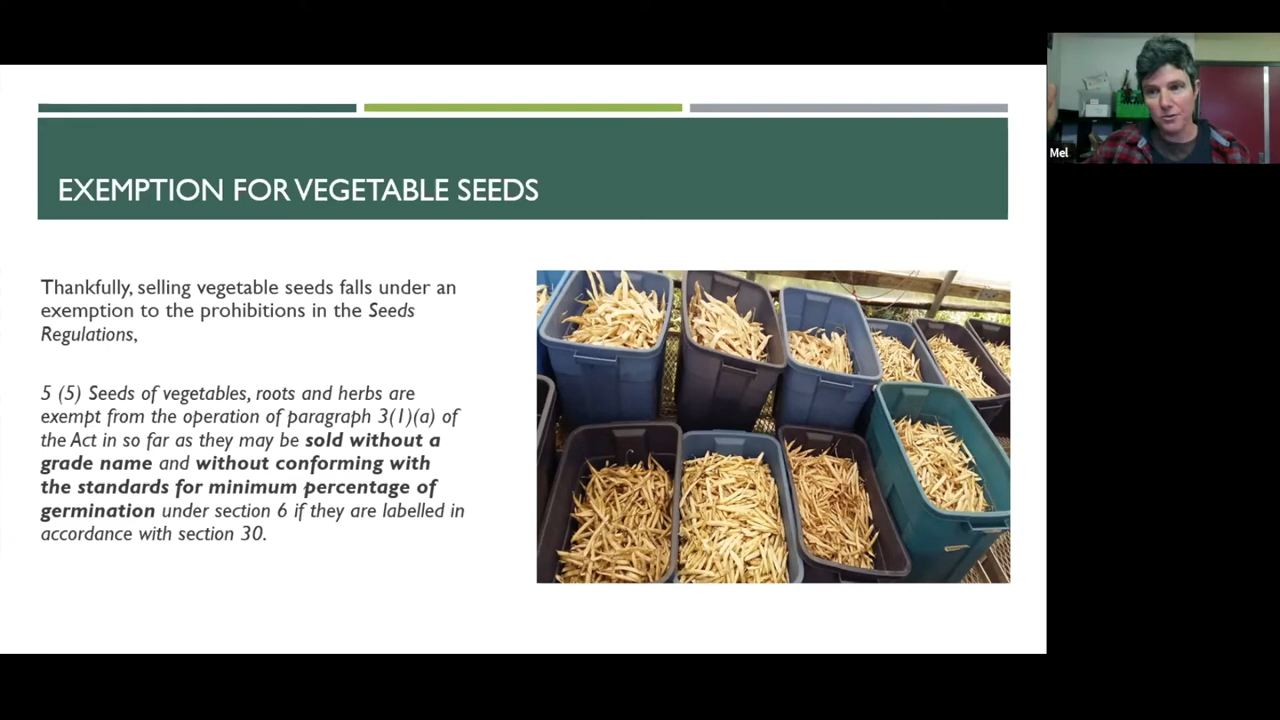 EXEMPTION FOR VEGETABLE SEEDS
Mel
Thankfully, selling vegetable seeds falls under an
exemption to the prohibitions in the Seeds
Regulations,
5 (5) Seeds of vegetables, roots and herbs are
exempt from the operation of paragraph 3(1)(a) of
the Act in so far as they may be sold without a
grade name and without conforming with
the standards for minimum percentage of
germination under section 6 if they are labelled in
accordance with section 30.